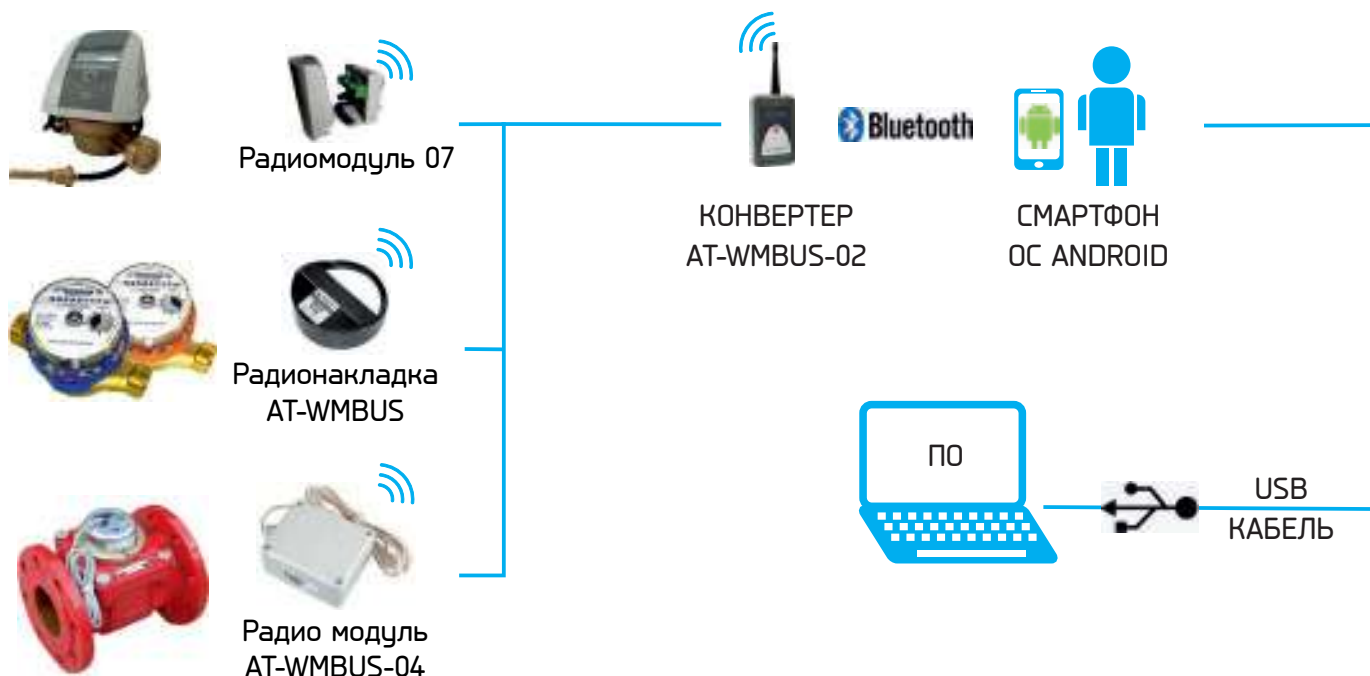 Радиомодуль 07
Bluetooth
КОНВЕРТЕР
AT-WMBUS-02
СМАРТФОН
ОС ANDROID
Радионакладка
AT-WMBUS
ПО
USB
КАБЕЛЬ
Радио модуль
AT-WMBUS-04